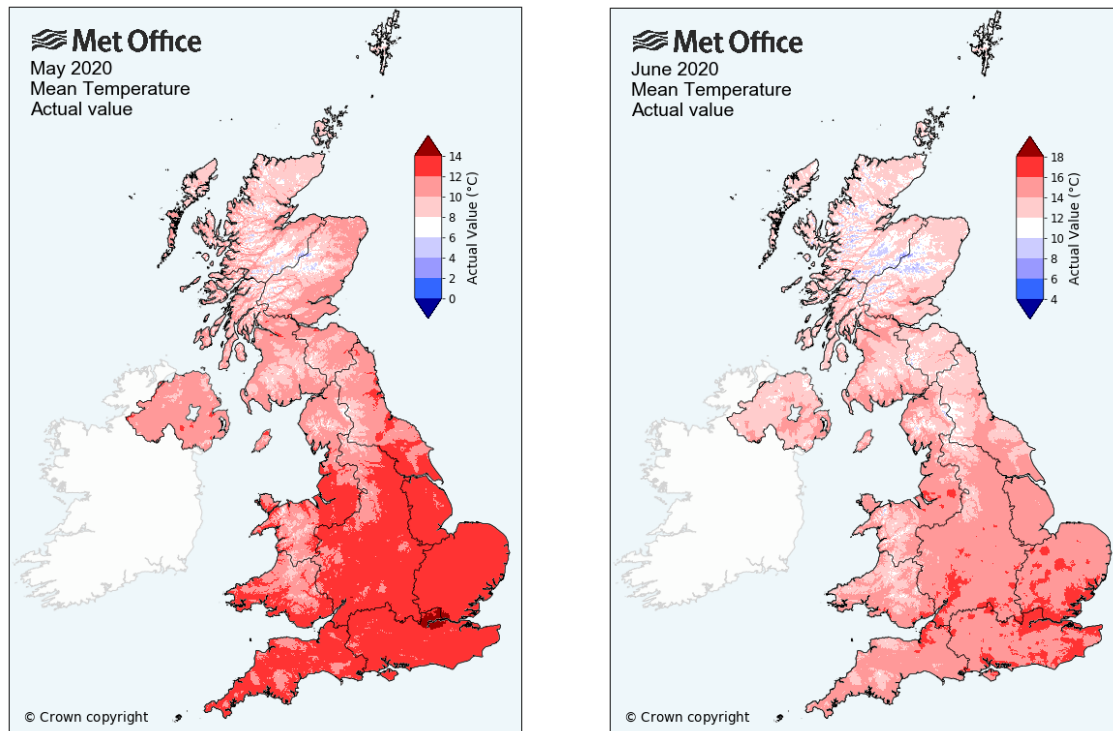 Met Office
May 2020
Mean Temperature
Actual value
14
12
10
8
6
4
2
0
Actual Value (°C)
© Crown copyright
Met Office
June 2020
Mean Temperature
Actual value
18
16
14
12
10
8
6
4
Actual Value (°C)
© Crown copyright